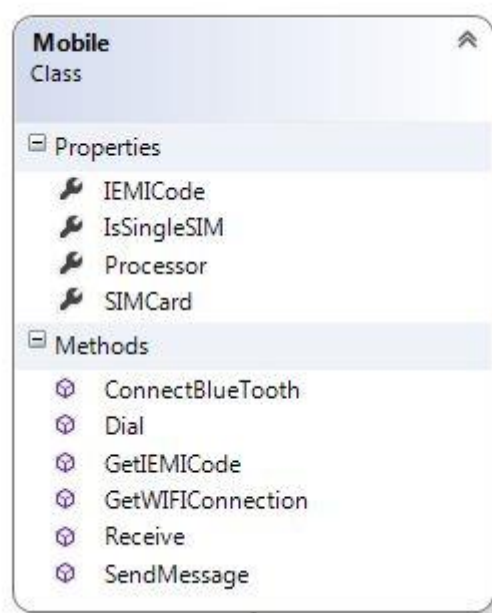 Mobile
Class
Properties
IEMICode
IsSingleSIM
Processor
SIMCard
Methods
ConnectBlueTooth
Dial
GetIEMICode
GetWIFIConnection
Receive
SendMessage